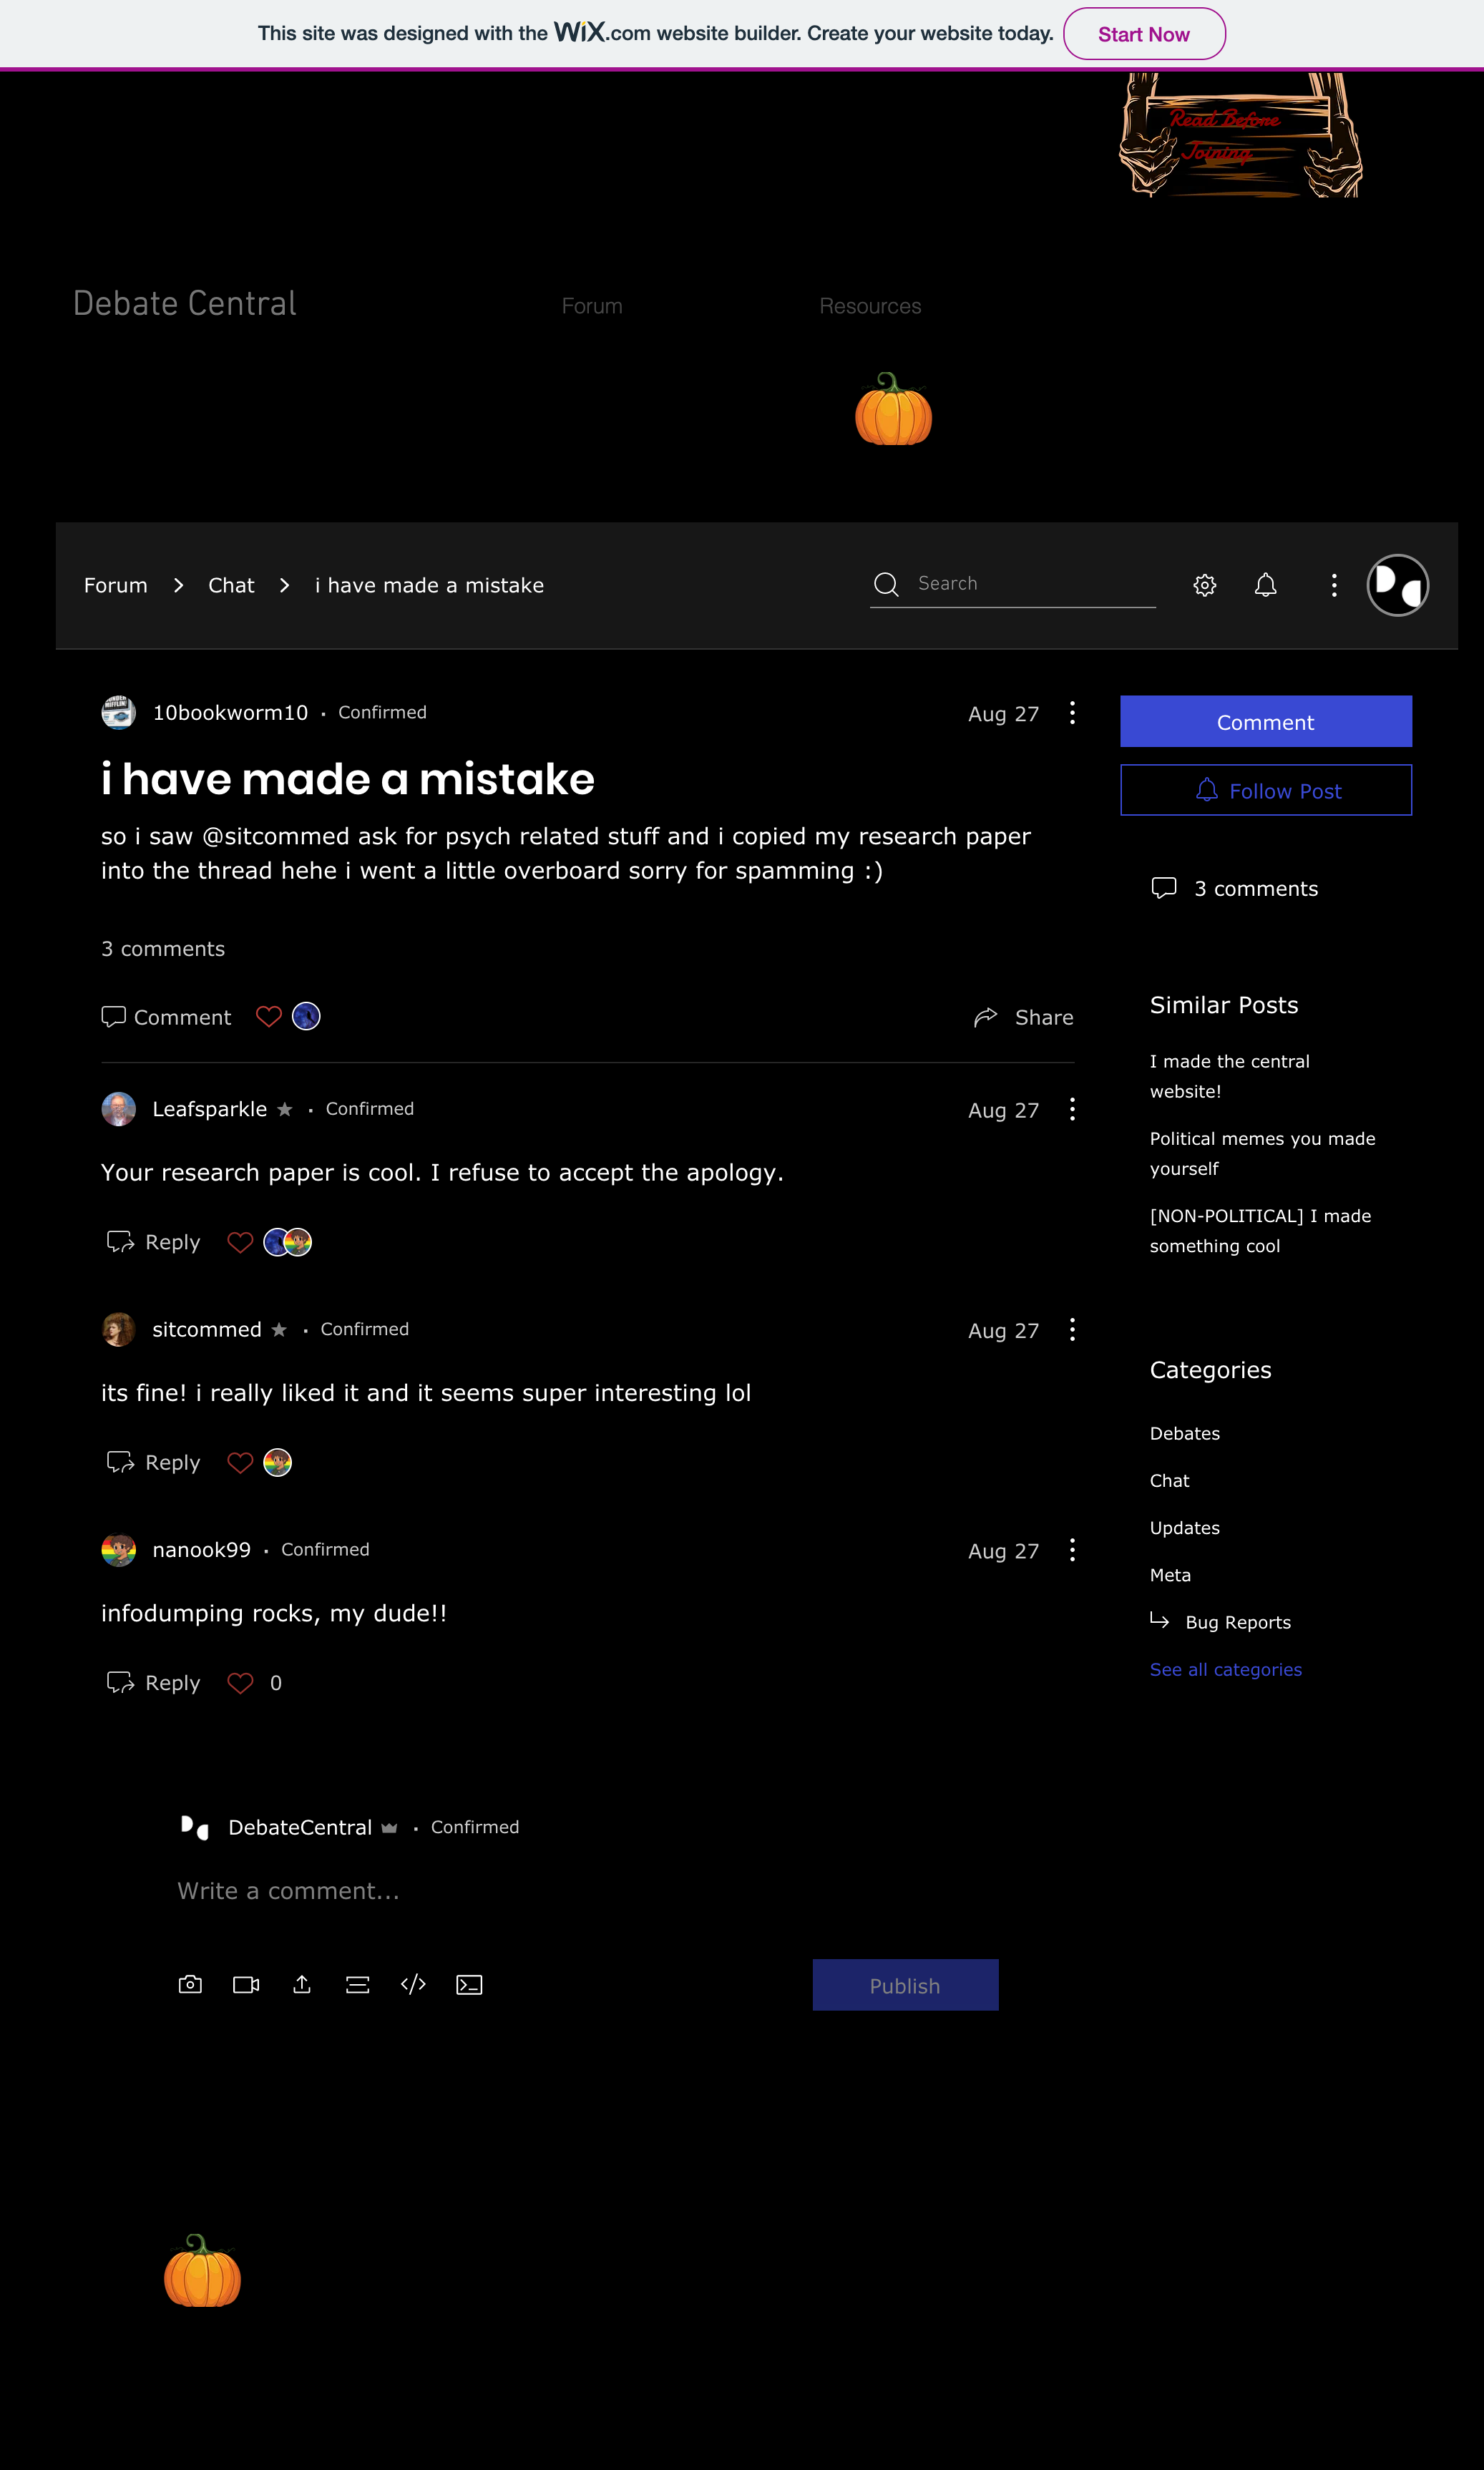 This site was designed with the WiX.com website builder. Create your website today.
Start Now
Read Before
Joining
Debate Central
Forum
Resources
Forum > Chat > i have made a mistake
Search
10bookworm10 · Confirmed
Aug 27
i have made a mistake
so i saw @sitcommed ask for psych related stuff and i copied my research paper
into the thread hehe i went a little overboard sorry for spamming :)
3 comments
Comment
Share
Leafsparkle · Confirmed
Aug 27
Your research paper is cool. I refuse to accept the apology.
Reply
sitcommed · Confirmed
Aug 27
its fine! i really liked it and it seems super interesting lol
Reply
nanook99 · Confirmed
Aug 27
infodumping rocks, my dude!!
Reply
0
DebateCentral · Confirmed
Write a comment...
Publish
Comment
Follow Post
3 comments
Similar Posts
I made the central
website!
Political memes you made
yourself
[NON-POLITICAL] I made
something cool
Categories
Debates
Chat
Updates
Meta
Bug Reports
See all categories